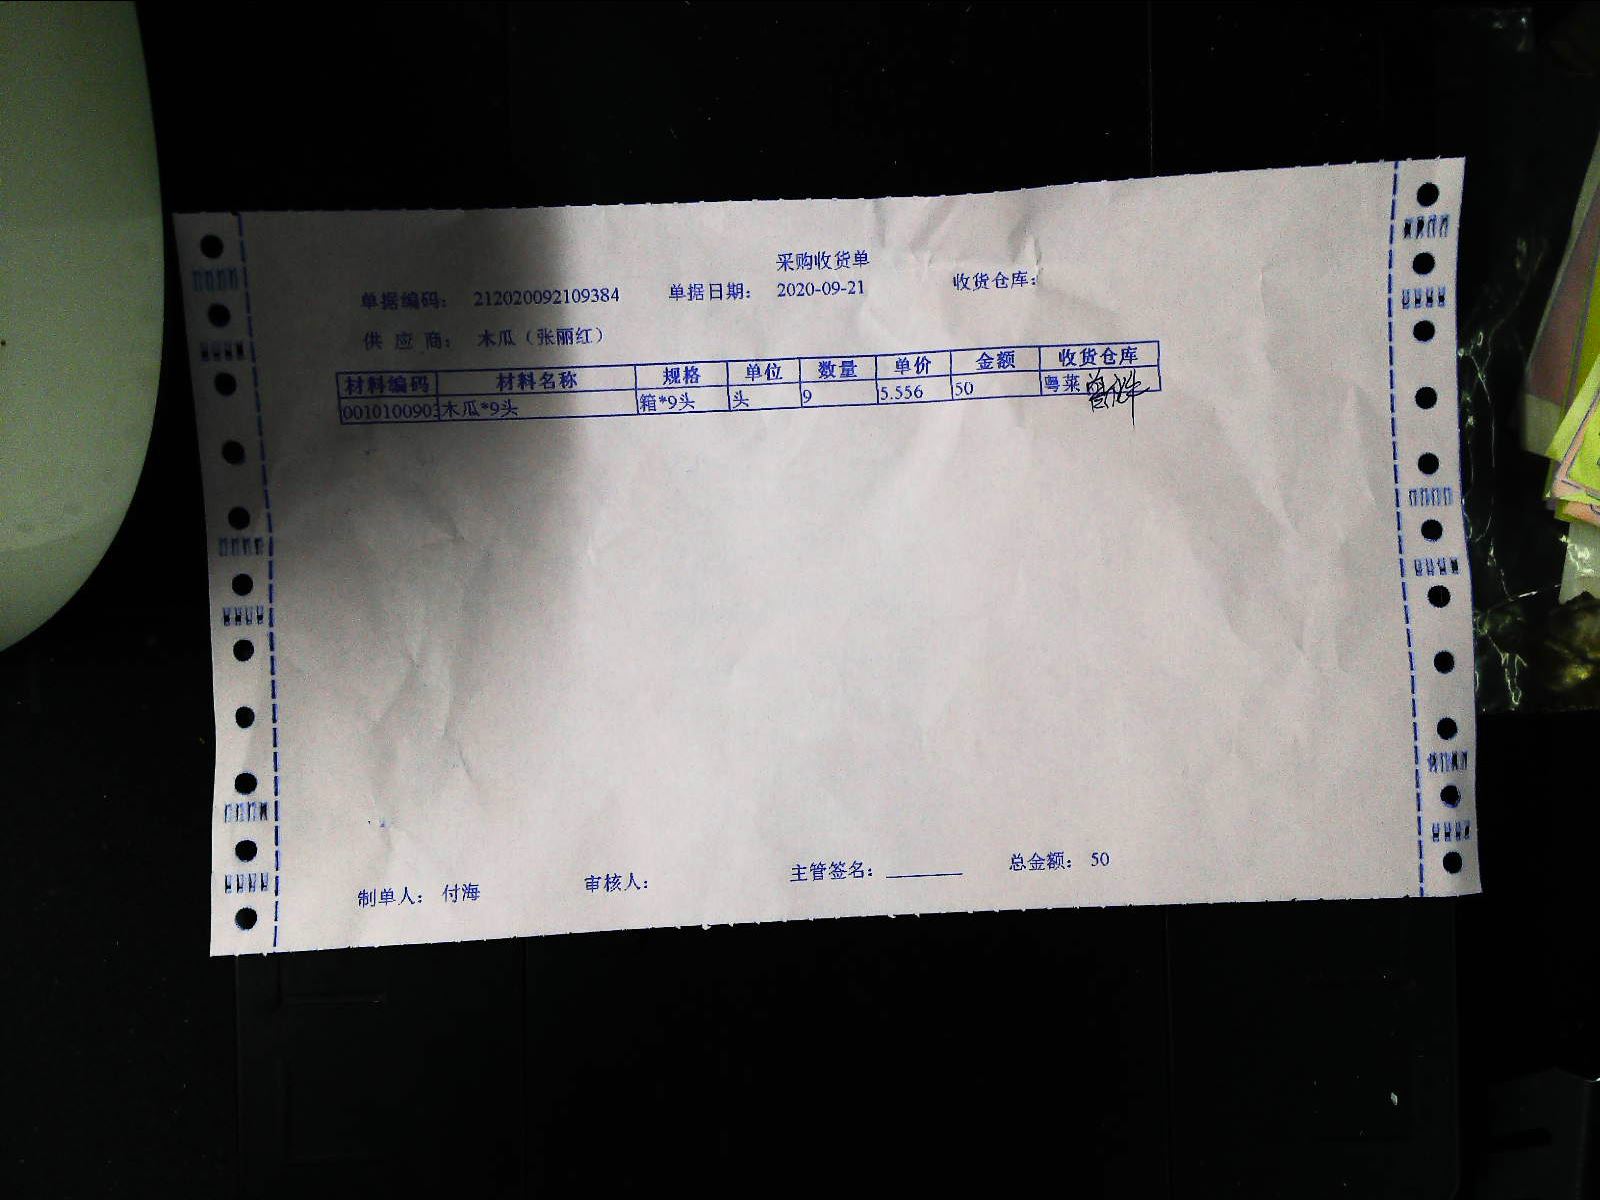 采购收货单
单据编码： 212020092109384 单据日期： 2020-09-21 收货仓库：
供 应 商： 木瓜（张丽红）
材料编码 材料名称 规格 单位 数量 单价 金额 收货仓库
001010090 木瓜*9头 箱*9头 头 9 5.556 50 粤菜
制单人： 付海 审核人： 主管签名：_______ 总金额： 50